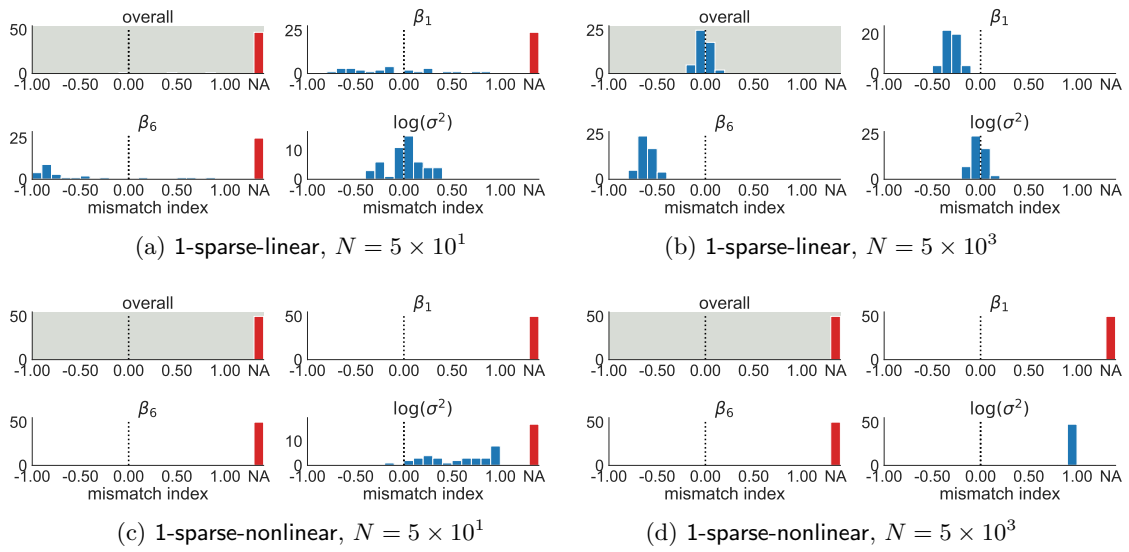 overall
50
0
-1.00 -0.50 0.00 0.50 1.00 NA
β1
25
0
-1.00 -0.50 0.00 0.50 1.00 NA
β6
25
0
-1.00 -0.50 0.00 0.50 1.00 NA
mismatch index
log(σ²)
10
0
-1.00 -0.50 0.00 0.50 1.00 NA
mismatch index
(a) 1-sparse-linear, N = 5 × 10¹
overall
25
0
-1.00 -0.50 0.00 0.50 1.00 NA
β1
20
0
-1.00 -0.50 0.00 0.50 1.00 NA
β6
25
0
-1.00 -0.50 0.00 0.50 1.00 NA
mismatch index
log(σ²)
25
0
-1.00 -0.50 0.00 0.50 1.00 NA
mismatch index
(b) 1-sparse-linear, N = 5 × 10³
overall
50
0
-1.00 -0.50 0.00 0.50 1.00 NA
β1
50
0
-1.00 -0.50 0.00 0.50 1.00 NA
β6
50
0
-1.00 -0.50 0.00 0.50 1.00 NA
mismatch index
log(σ²)
10
0
-1.00 -0.50 0.00 0.50 1.00 NA
mismatch index
(c) 1-sparse-nonlinear, N = 5 × 10¹
overall
50
0
-1.00 -0.50 0.00 0.50 1.00 NA
β1
50
0
-1.00 -0.50 0.00 0.50 1.00 NA
β6
50
0
-1.00 -0.50 0.00 0.50 1.00 NA
mismatch index
log(σ²)
50
0
-1.00 -0.50 0.00 0.50 1.00 NA
mismatch index
(d) 1-sparse-nonlinear, N = 5 × 10³